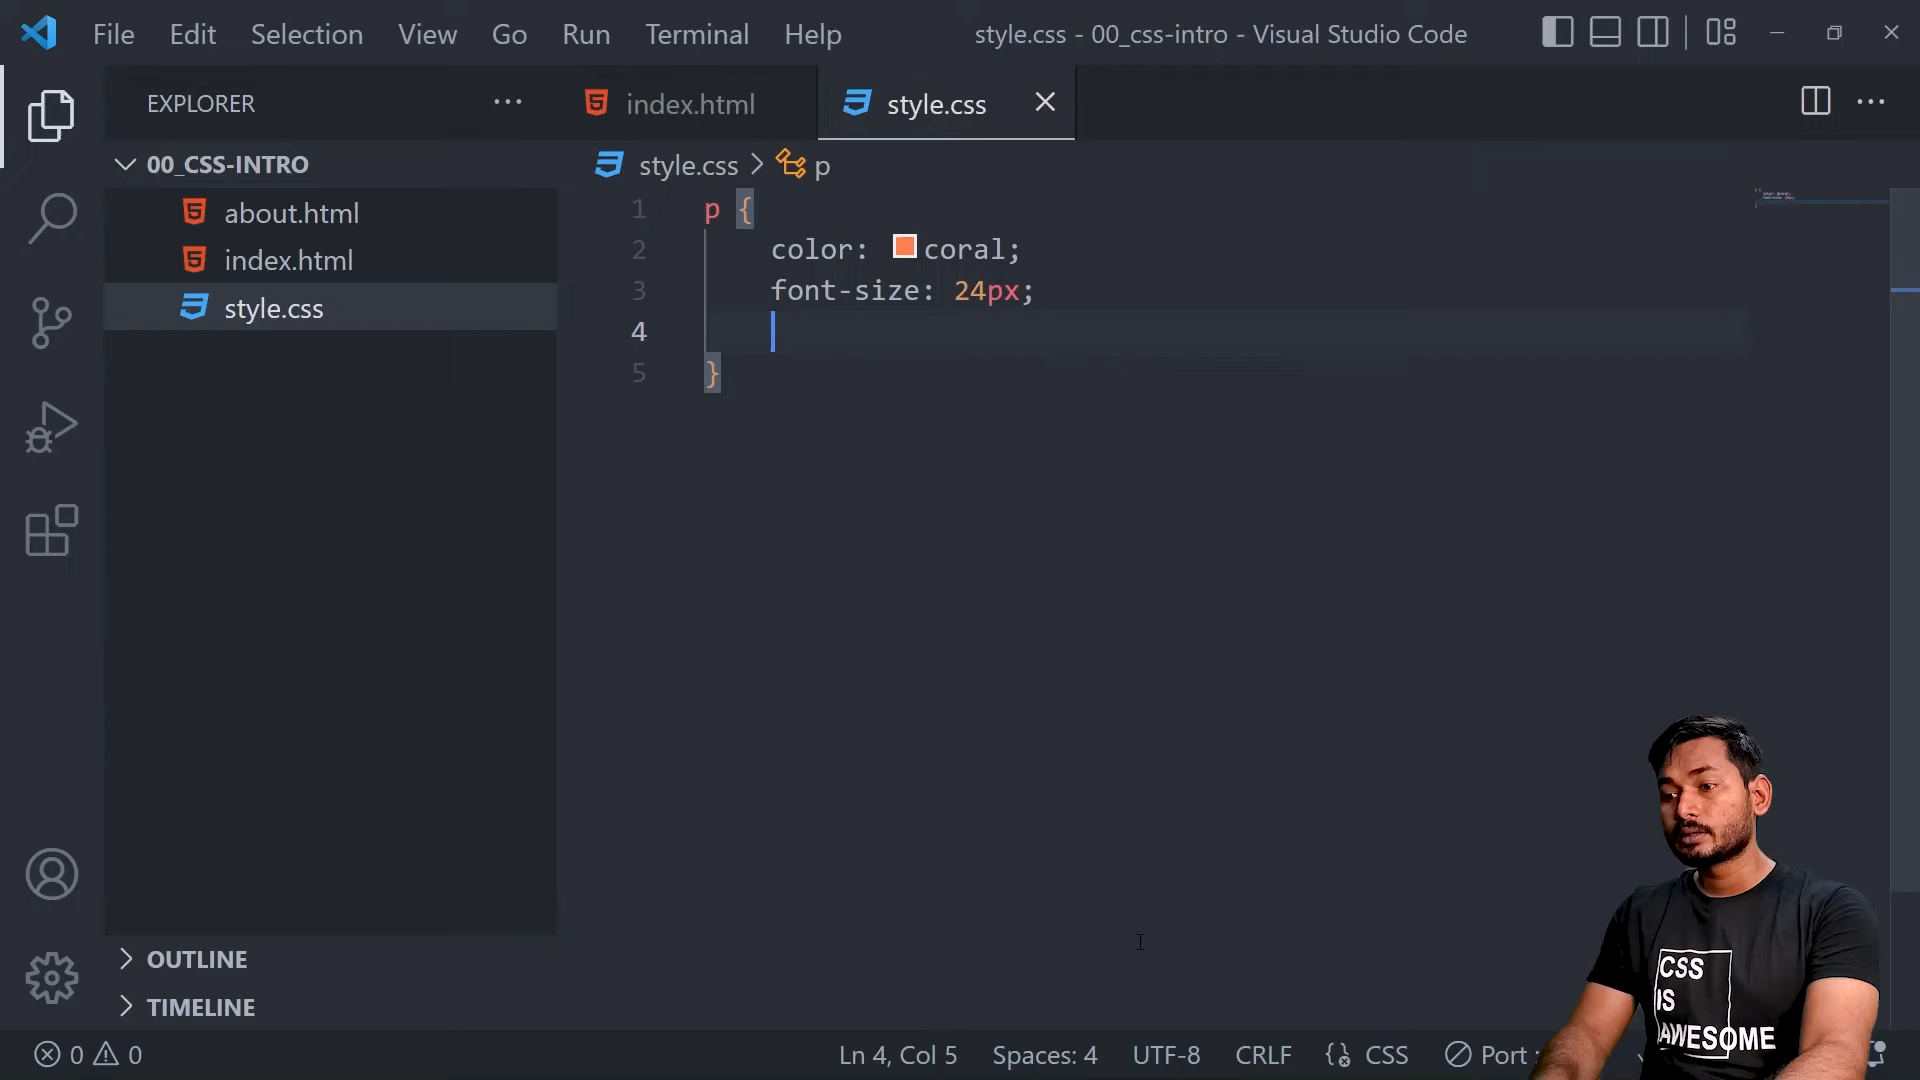 File Edit Selection View Go Run Terminal Help style.css - 00_css-intro - Visual Studio Code
EXPLORER ··· index.html style.css
00_CSS-INTRO style.css > p
about.html
index.html
style.css
1 p {
2 color: coral;
3 font-size: 24px;
4
5 }
CSS
IS
AWESOME
OUTLINE
TIMELINE
0 0 Ln 4, Col 5 Spaces: 4 UTF-8 CRLF CSS Port :